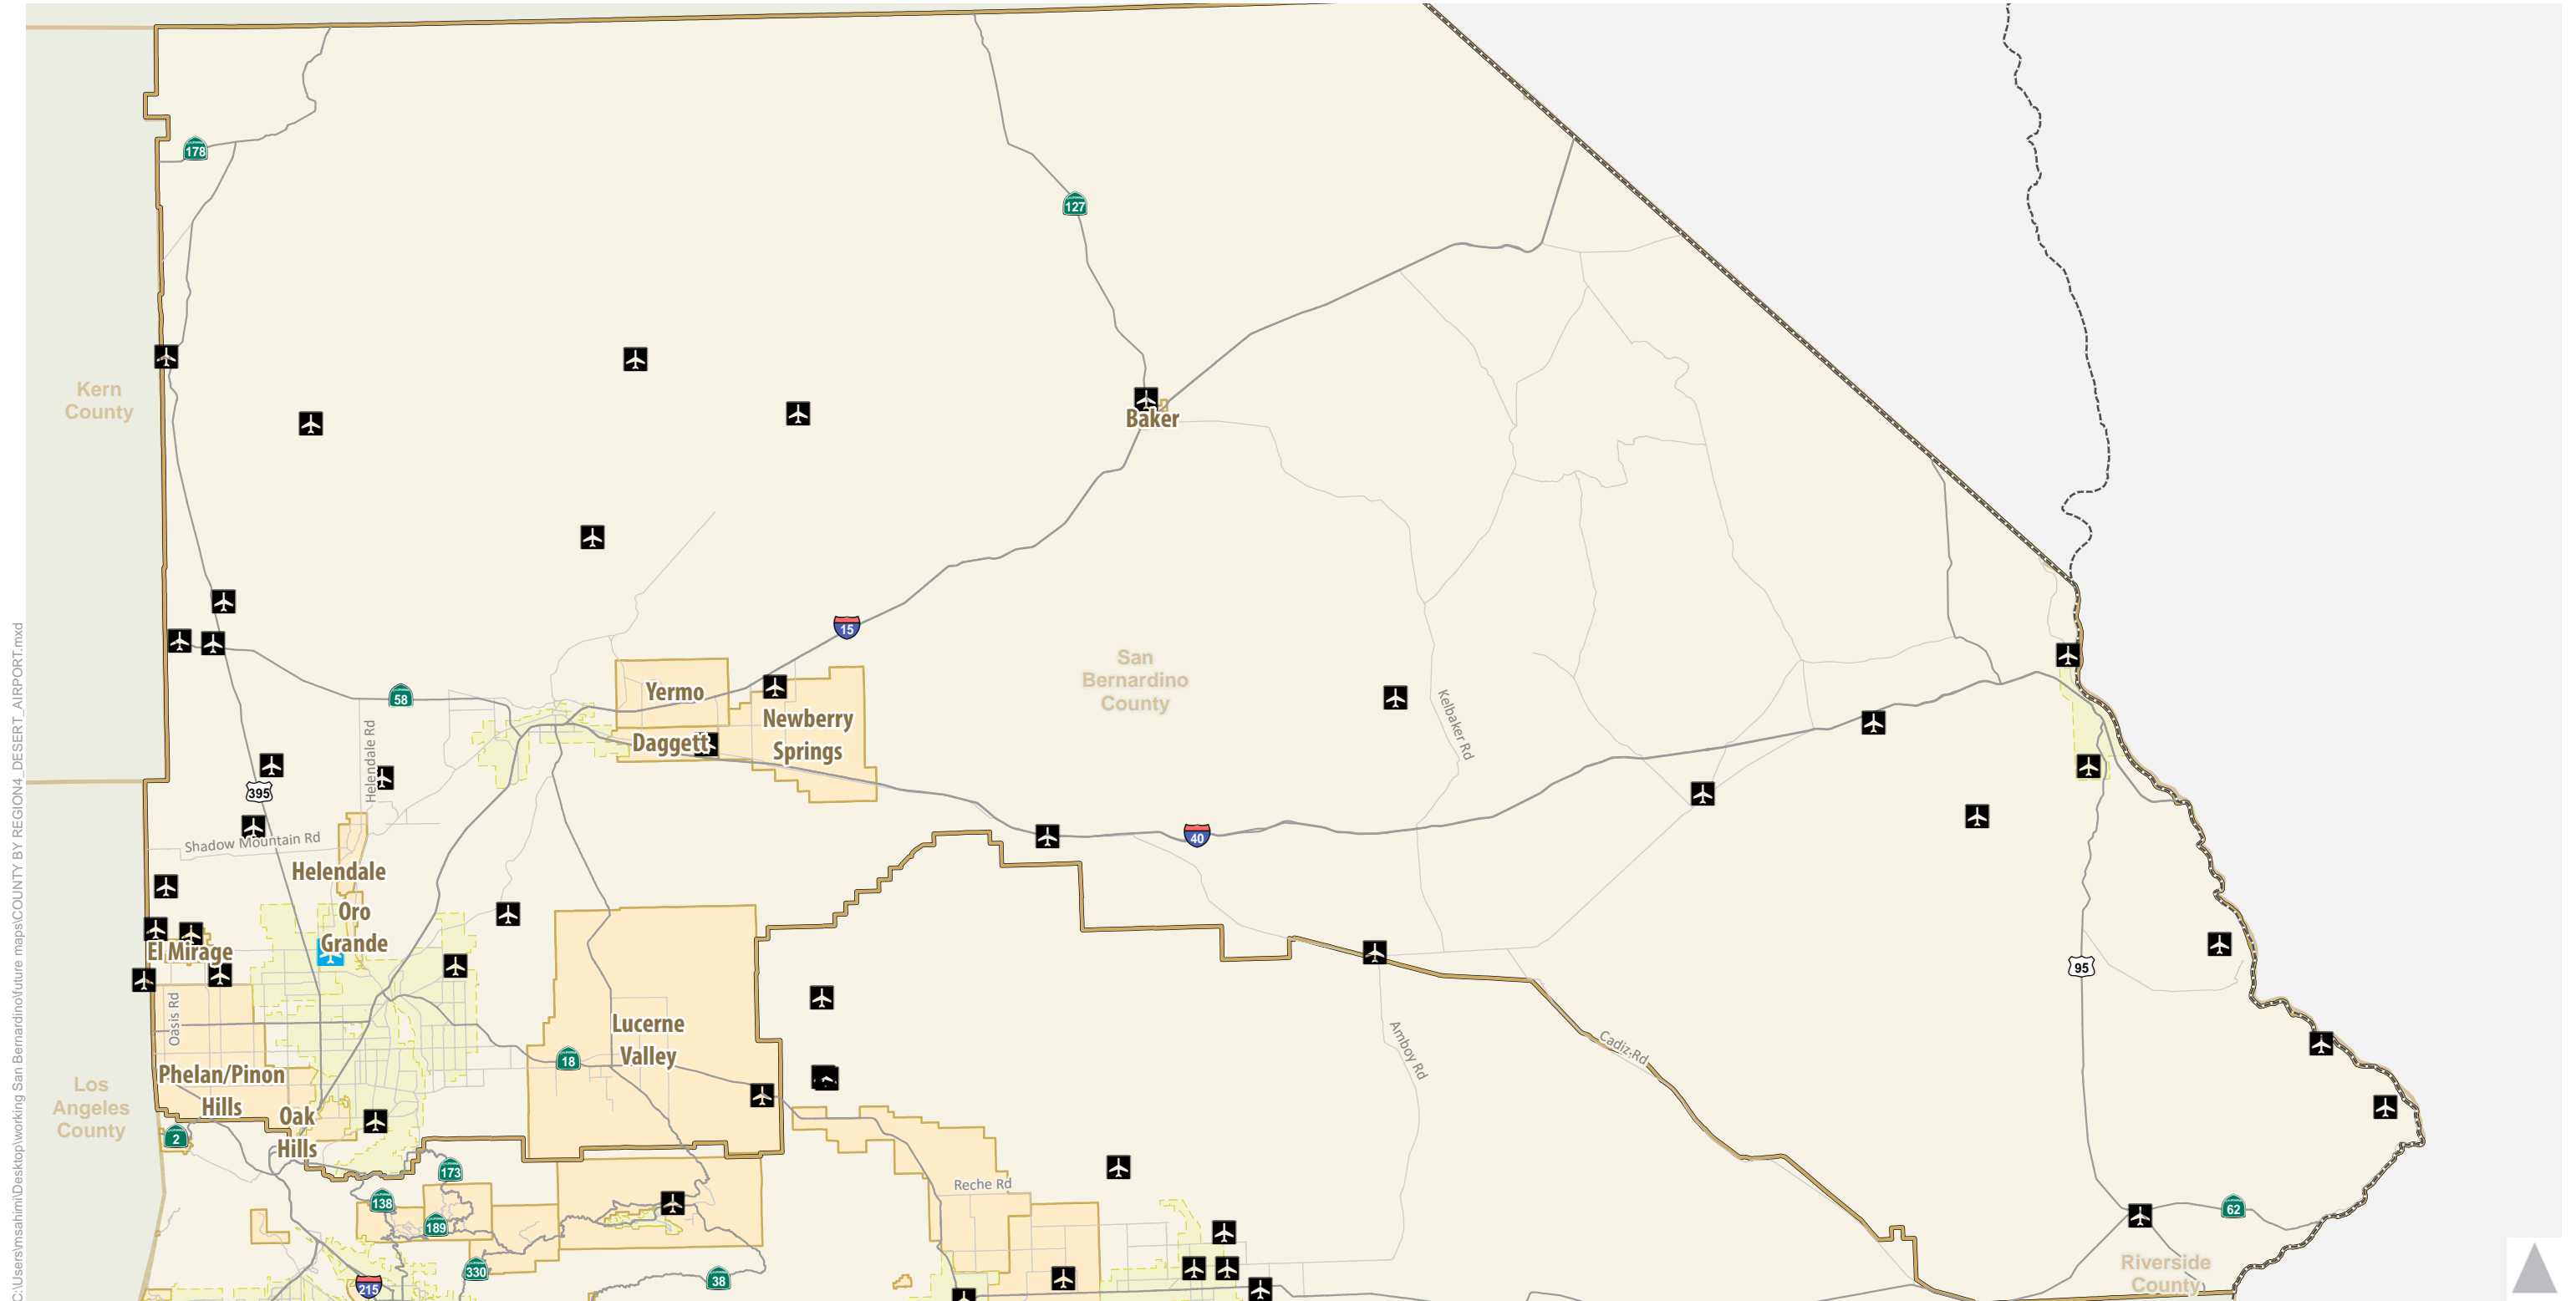 178
127
Kern
County
Baker
15
San
Bernardino
County
58
Yermo
Newberry
Springs
Daggett
Helendale Rd
Kelbaker Rd
395
Shadow Mountain Rd
40
Helendale
Oro
Grande
El Mirage
95
Oasis Rd
Lucerne
Valley
18
Amboy Rd
Cadiz Rd
Phelan/Pinon
Hills
Oak
Hills
Los
Angeles
County
2
173
138
189
Reche Rd
62
330
38
215
Riverside
County
C:\Users\msahimi\Desktop\working San Bernardino\future maps\COUNTY BY REGION4_DESERT_AIRPORT.mxd